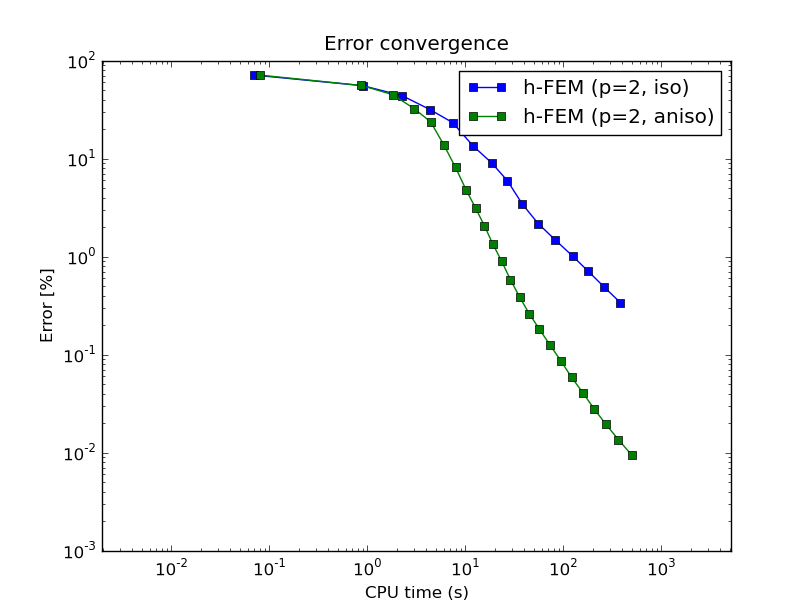 Error convergence
h-FEM (p=2, iso)
h-FEM (p=2, aniso)
10^2
10^1
10^0
10^-1
10^-2
10^-3
Error [%]
10^-2 10^-1 10^0 10^1 10^2 10^3
CPU time (s)